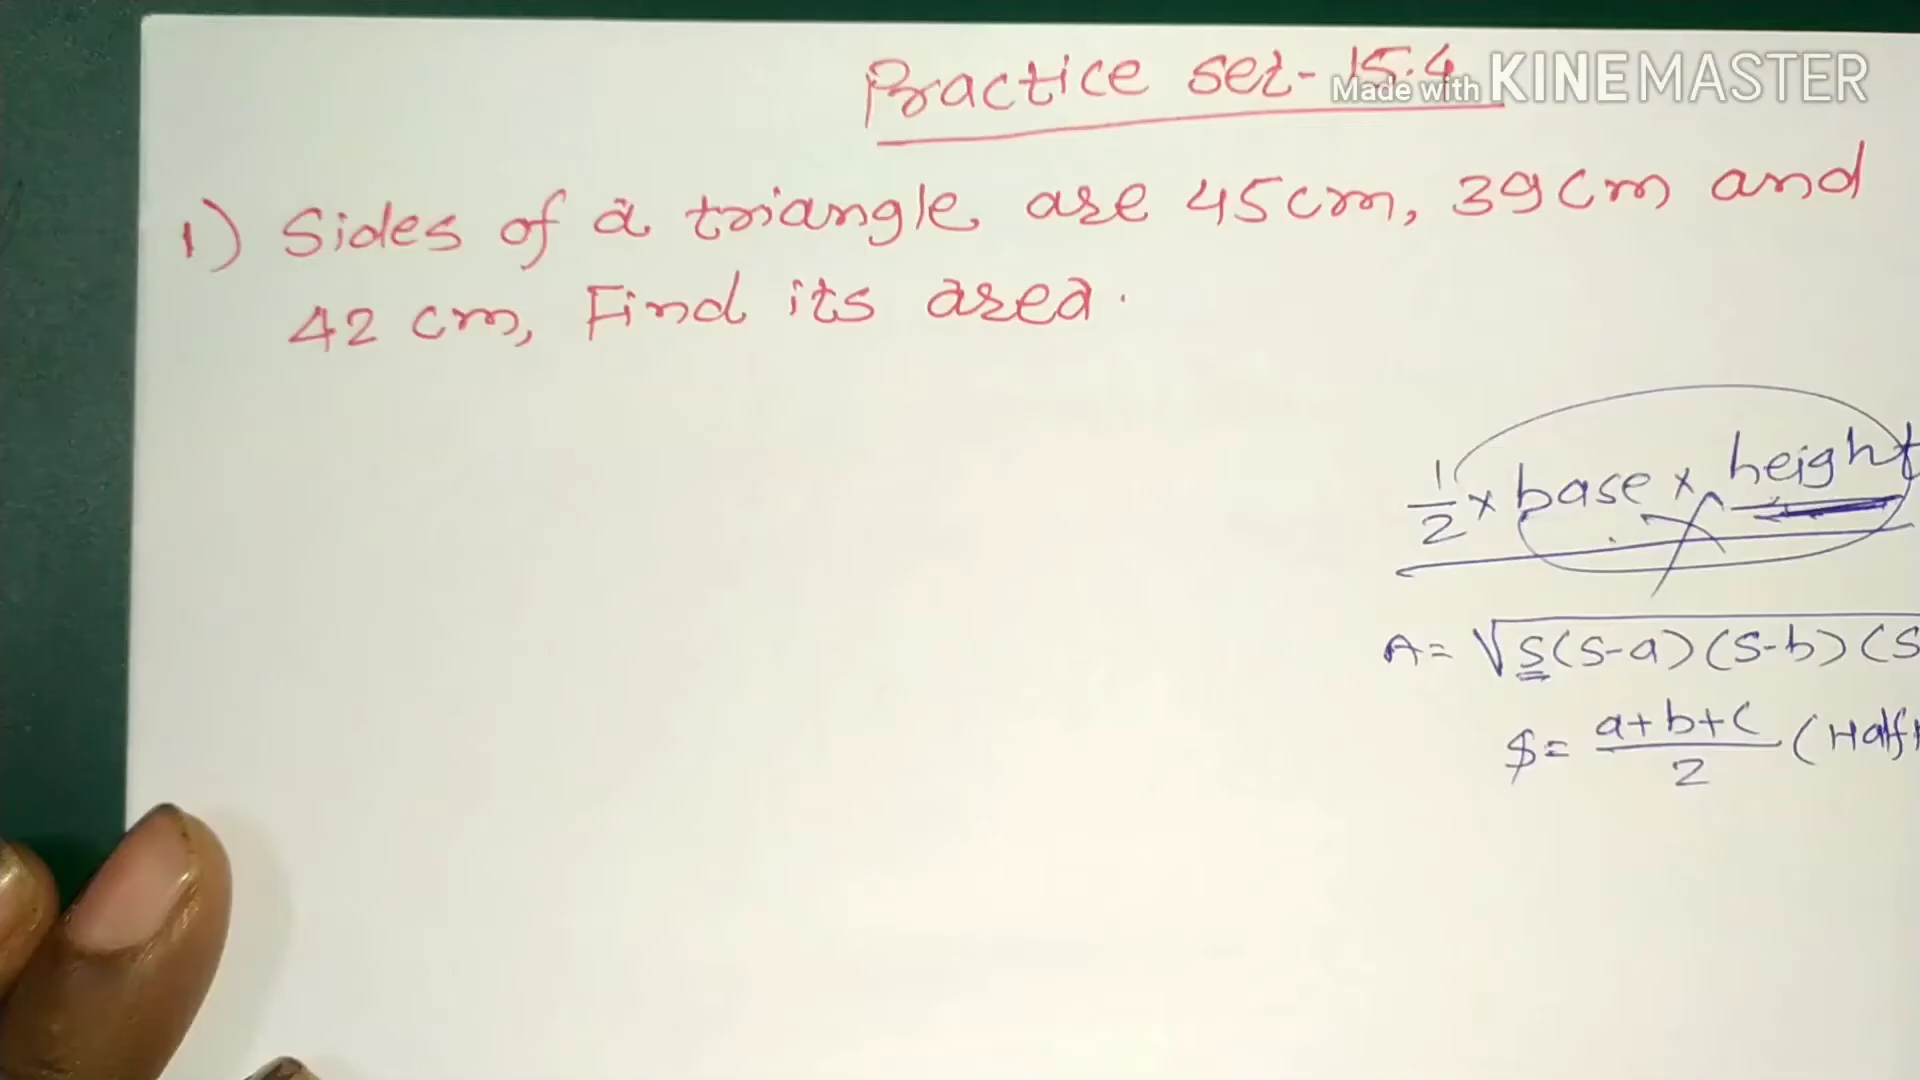 Practice set- 15.4
Made with KINEMASTER
1) Sides of a triangle are 45cm, 39cm and
42 cm, Find its area.
1/2 × base × height
A = √s(s-a)(s-b)(s
s = a+b+c/2 (Half